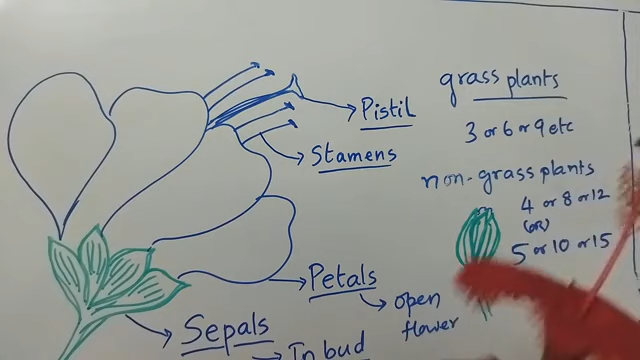 Pistil
Stamens
Petals
open
flower
Sepals
In bud
grass plants
3 or 6 or 9 etc
non-grass plants
4 or 8 or 12
(or)
5 or 10 or 15